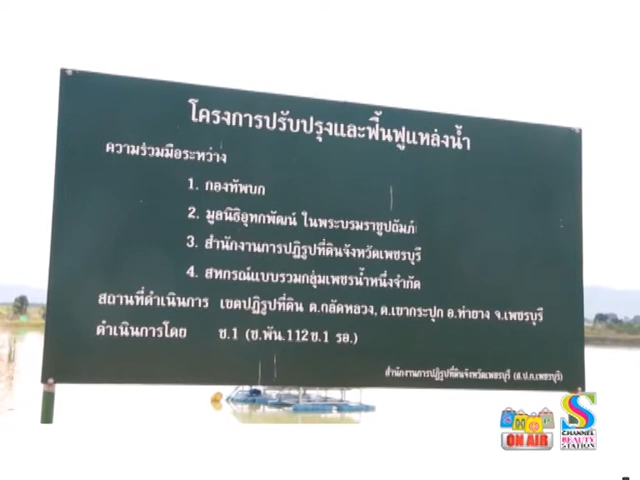 โครงการปรับปรุงและฟื้นฟูแหล่งน้ำ
ความร่วมมือระหว่าง
1. กองทัพบก
2. มูลนิธิอุทกพัฒน์ ในพระบรมราชูปถัมภ์
3. สำนักงานการปฏิรูปที่ดินจังหวัดเพชรบุรี
4. สหกรณ์แบบรวมกลุ่มเพชรน้ำหนึ่งจำกัด
สถานที่ดำเนินการ เขตปฏิรูปที่ดิน ต.กลัดหลวง, ต.เขากระปุก อ.ท่ายาง จ.เพชรบุรี
ดำเนินการโดย ช.1 (ช.พัน.112 ช.1 รอ.)
สำนักงานการปฏิรูปที่ดินจังหวัดเพชรบุรี (ส.ป.ก.เพชรบุรี)
ON AIR
S
CHANNEL
BEAUTY
STATION